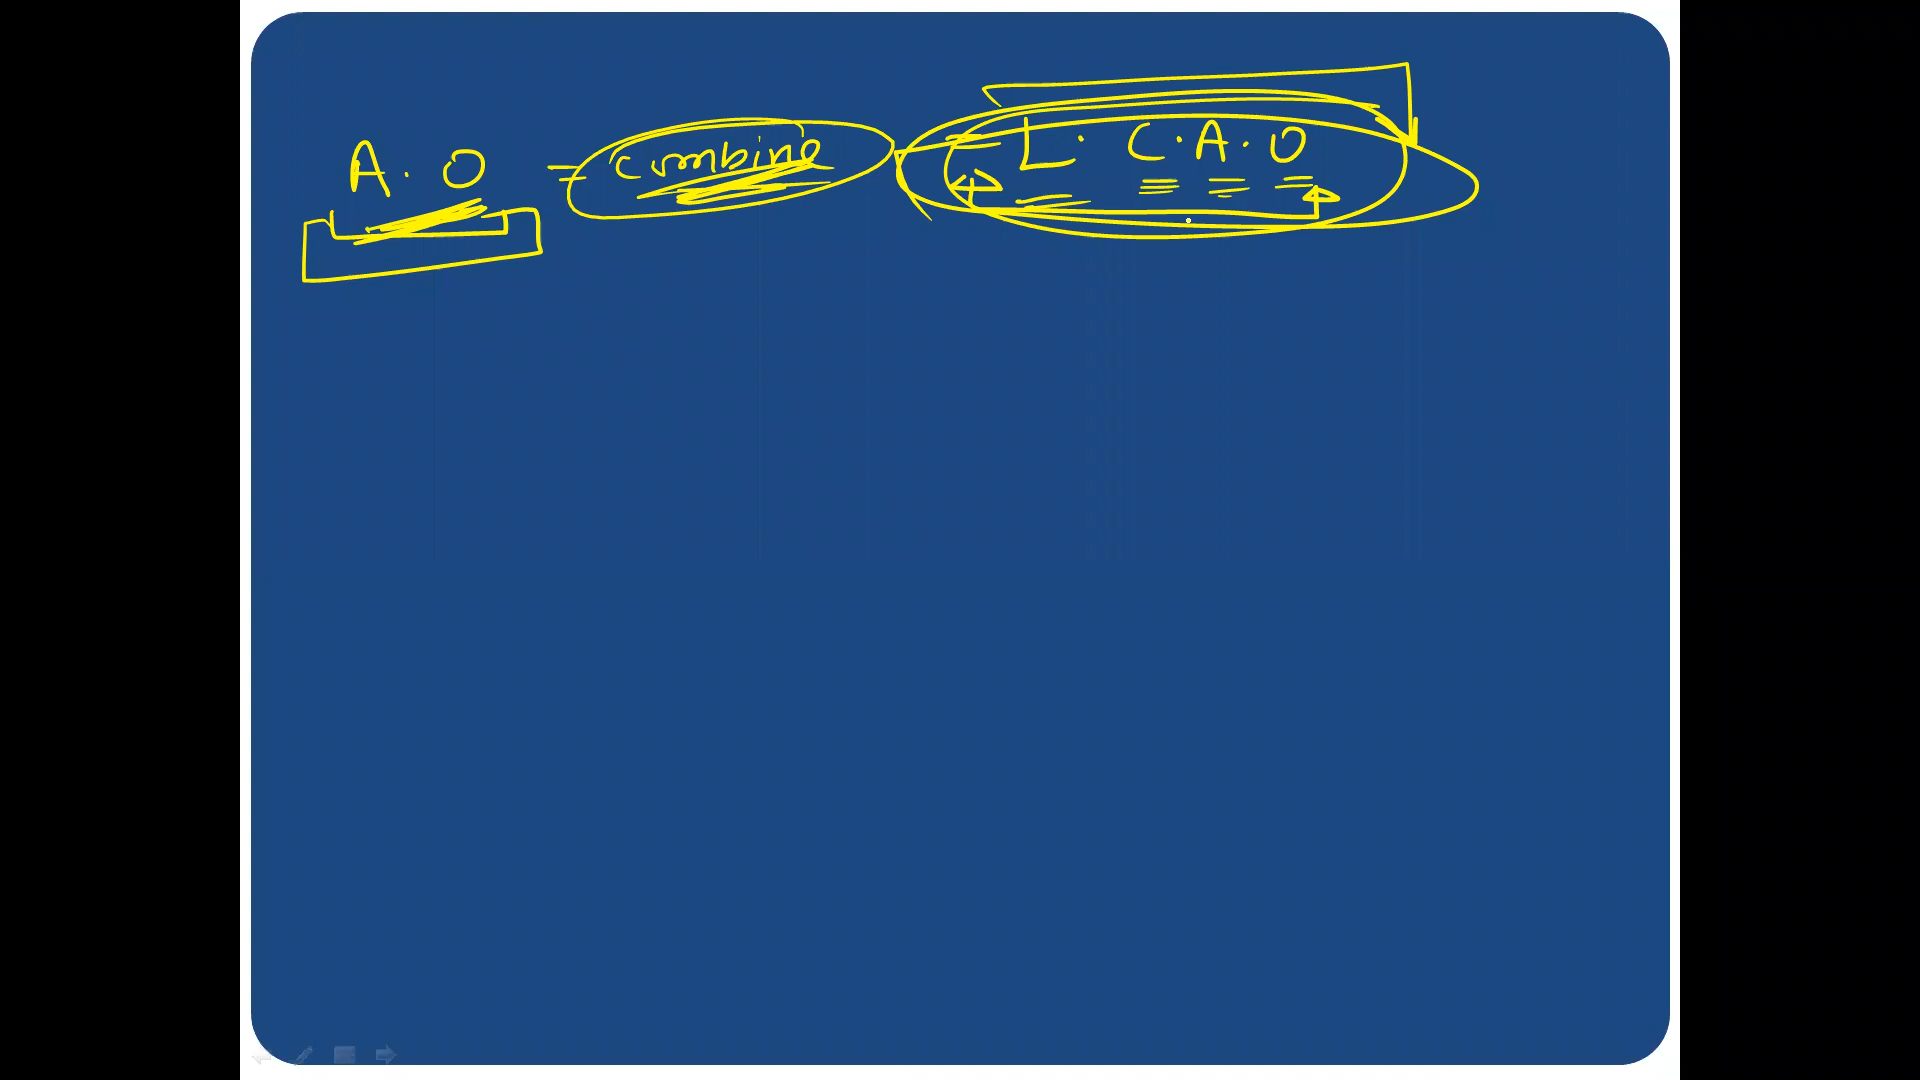 A. O = combine = L. C.A.O